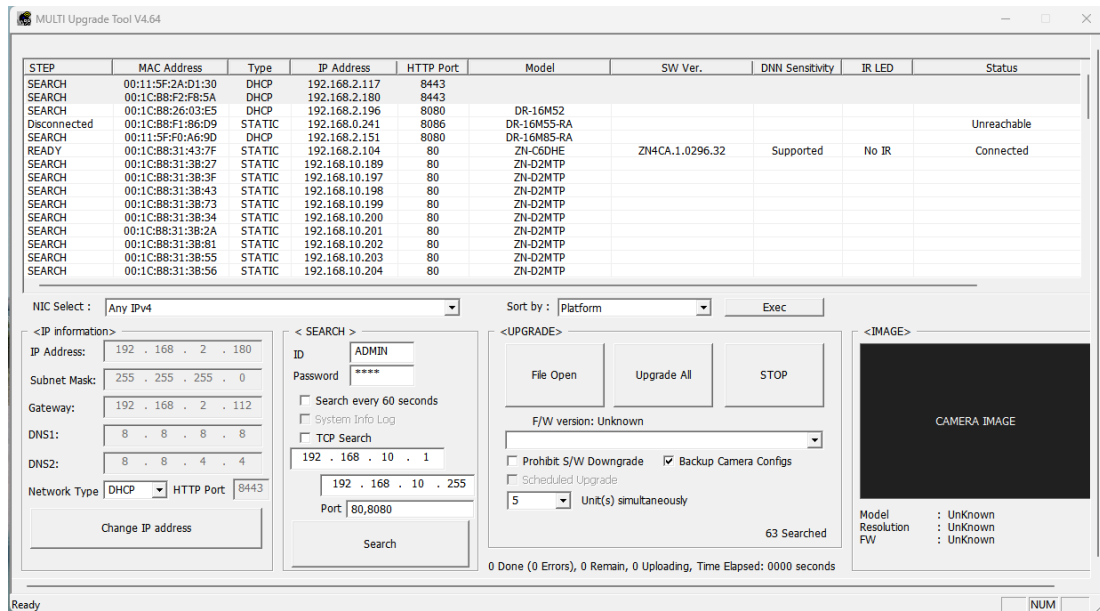 MULTI Upgrade Tool V4.64
STEP MAC Address Type IP Address HTTP Port Model SW Ver. DNN Sensitivity IR LED Status
SEARCH 00:11:5F:2A:D1:30 DHCP 192.168.2.117 8443
SEARCH 00:1C:B8:F2:F8:5A DHCP 192.168.2.180 8443
SEARCH 00:1C:B8:26:03:E5 DHCP 192.168.2.196 8080 DR-16M52
Disconnected 00:1C:B8:F1:86:D9 STATIC 192.168.0.241 8086 DR-16M55-RA Unreachable
SEARCH 00:11:5F:F0:A6:9D DHCP 192.168.2.151 8080 DR-16M85-RA
READY 00:1C:B8:31:43:7F STATIC 192.168.2.104 80 ZN-C6DHE ZN4CA.1.0296.32 Supported No IR Connected
SEARCH 00:1C:B8:31:3B:27 STATIC 192.168.10.189 80 ZN-D2MTP
SEARCH 00:1C:B8:31:3B:3F STATIC 192.168.10.197 80 ZN-D2MTP
SEARCH 00:1C:B8:31:3B:43 STATIC 192.168.10.198 80 ZN-D2MTP
SEARCH 00:1C:B8:31:3B:73 STATIC 192.168.10.199 80 ZN-D2MTP
SEARCH 00:1C:B8:31:3B:34 STATIC 192.168.10.200 80 ZN-D2MTP
SEARCH 00:1C:B8:31:3B:2A STATIC 192.168.10.201 80 ZN-D2MTP
SEARCH 00:1C:B8:31:3B:81 STATIC 192.168.10.202 80 ZN-D2MTP
SEARCH 00:1C:B8:31:3B:55 STATIC 192.168.10.203 80 ZN-D2MTP
SEARCH 00:1C:B8:31:3B:56 STATIC 192.168.10.204 80 ZN-D2MTP
NIC Select : Any IPv4 Sort by : Platform Exec
<IP information>
IP Address: 192 . 168 . 2 . 180
Subnet Mask: 255 . 255 . 255 . 0
Gateway: 192 . 168 . 2 . 112
DNS1: 8 . 8 . 8 . 8
DNS2: 8 . 8 . 4 . 4
Network Type DHCP HTTP Port 8443
Change IP address
< SEARCH >
ID ADMIN
Password ****
Search every 60 seconds
System Info Log
TCP Search
192 . 168 . 10 . 1
192 . 168 . 10 . 255
Port 80,8080
Search
<UPGRADE>
File Open Upgrade All STOP
F/W version: Unknown
Prohibit S/W Downgrade Backup Camera Configs
Scheduled Upgrade
5 Unit(s) simultaneously
63 Searched
0 Done (0 Errors), 0 Remain, 0 Uploading, Time Elapsed: 0000 seconds
<IMAGE>
CAMERA IMAGE
Model : UnKnown
Resolution : UnKnown
FW : UnKnown
Ready NUM